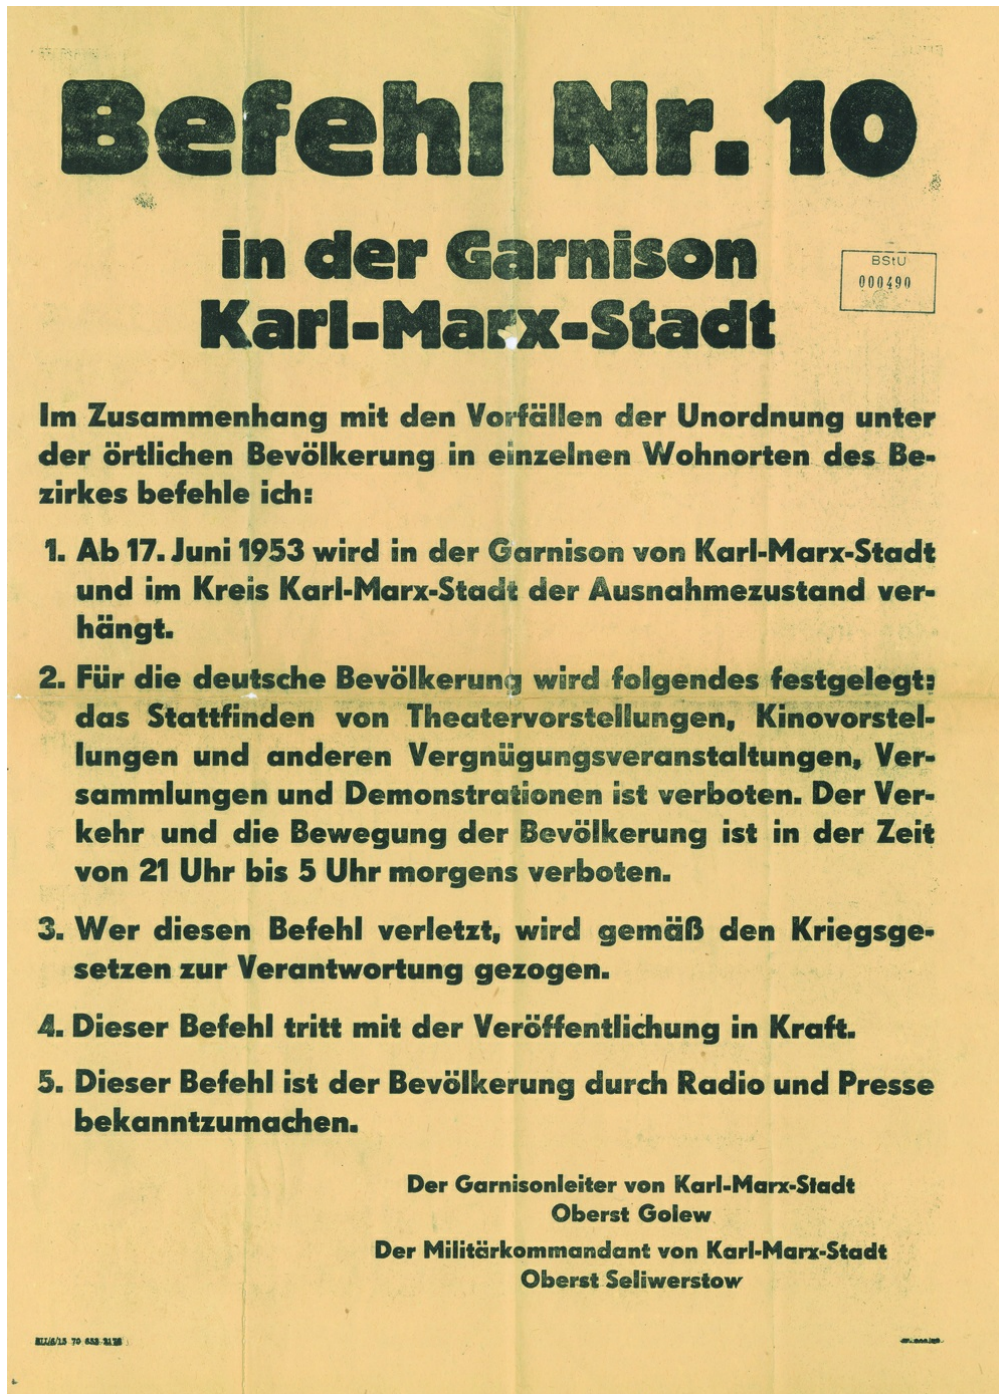 Befehl Nr. 10
in der Garnison
Karl-Marx-Stadt
BStU
000490
Im Zusammenhang mit den Vorfällen der Unordnung unter
der örtlichen Bevölkerung in einzelnen Wohnorten des Be-
zirkes befehle ich:
1. Ab 17. Juni 1953 wird in der Garnison von Karl-Marx-Stadt
und im Kreis Karl-Marx-Stadt der Ausnahmezustand ver-
hängt.
2. Für die deutsche Bevölkerung wird folgendes festgelegt:
das Stattfinden von Theatervorstellungen, Kinovorstel-
lungen und anderen Vergnügungsveranstaltungen, Ver-
sammlungen und Demonstrationen ist verboten. Der Ver-
kehr und die Bewegung der Bevölkerung ist in der Zeit
von 21 Uhr bis 5 Uhr morgens verboten.
3. Wer diesen Befehl verletzt, wird gemäß den Kriegsge-
setzen zur Verantwortung gezogen.
4. Dieser Befehl tritt mit der Veröffentlichung in Kraft.
5. Dieser Befehl ist der Bevölkerung durch Radio und Presse
bekanntzumachen.
Der Garnisonleiter von Karl-Marx-Stadt
Oberst Golew
Der Militärkommandant von Karl-Marx-Stadt
Oberst Seliwerstow